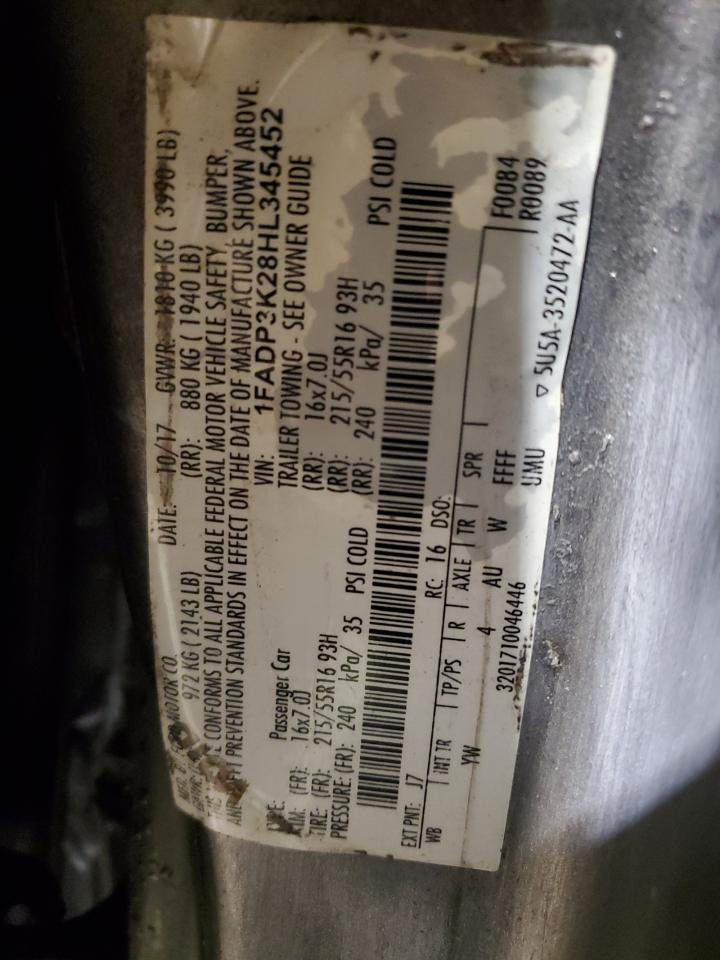 MOTOR CO. DATE: 10/17 GVWR: 1810 KG ( 3990 LB)
972 KG ( 2143 LB) (RR): 880 KG ( 1940 LB)
CONFORMS TO ALL APPLICABLE FEDERAL MOTOR VEHICLE SAFETY, BUMPER,
PREVENTION STANDARDS IN EFFECT ON THE DATE OF MANUFACTURE SHOWN ABOVE.
VIN: 1FADP3K28HL345452
TYPE: Passenger Car TRAILER TOWING - SEE OWNER GUIDE
(FR): 16x7.0J (RR): 16x7.0J
TIRE: (FR): 215/55R16 93H (RR): 215/55R16 93H
PRESSURE: (FR): 240 kPa/ 35 PSI COLD (RR): 240 kPa/ 35 PSI COLD
EXT PNT: J7 RC: 16 DSO:
WB INT TR TP/PS R AXLE TR SPR F0084
YW 4 AU W FFFF R0089
3201710046446 UMU ▽ 5U5A-3520472-AA